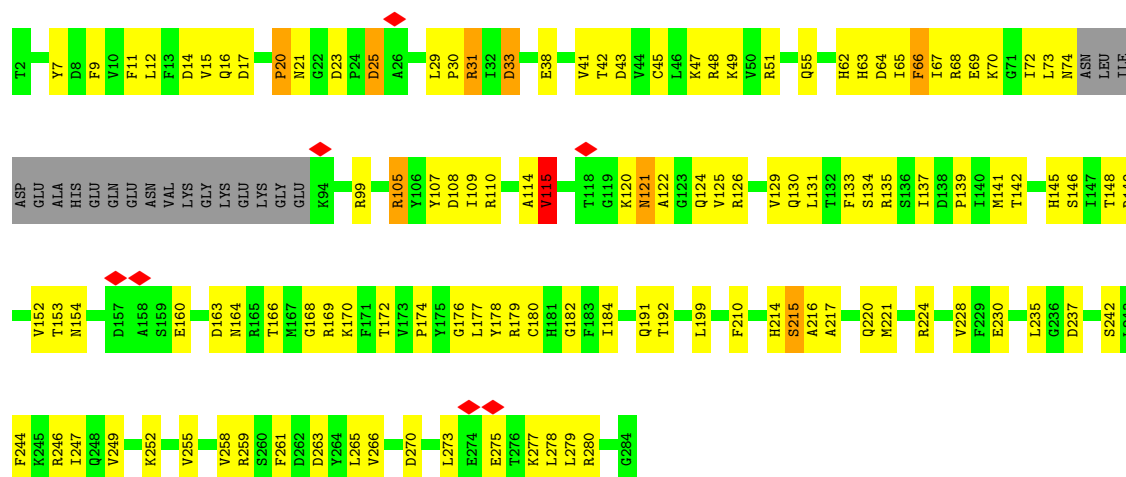 T2 Y7 D8 F9 V10 F11 L12 F13 D14 V15 Q16 D17 P20 N21 G22 D23 P24 D25 A26 L29 P30 R31 I32 D33 E38 V41 T42 D43 V44 C45 L46 K47 R48 K49 V50 R51 Q55 H62 H63 D64 I65 F66 I67 R68 E69 K70 G71 I72 L73 N74 ASN LEU ILE
ASP GLU ALA HIS GLU GLN GLU ASN VAL LYS GLY LYS GLU LYS GLY GLU K94 R99 R105 Y106 Y107 D108 I109 R110 A114 V115 T118 G119 K120 N121 A122 G123 Q124 V125 R126 V129 Q130 L131 T132 F133 S134 R135 S136 I137 D138 P139 I140 M141 T142 H145 S146 I147 T148
V152 T153 N154 D157 A158 S159 E160 D163 N164 R165 T166 M167 G168 R169 K170 F171 T172 V173 P174 Y175 G176 L177 Y178 R179 C180 H181 G182 F183 I184 Q191 T192 L199 F210 H214 S215 A216 A217 Q220 M221 R224 V228 F229 E230 L235 G236 D237 S242
F244 K245 R246 I247 Q248 V249 K252 V255 V258 R259 S260 F261 D262 D263 Y264 L265 V266 D270 L273 E274 E275 T276 K277 L278 L279 R280 G284